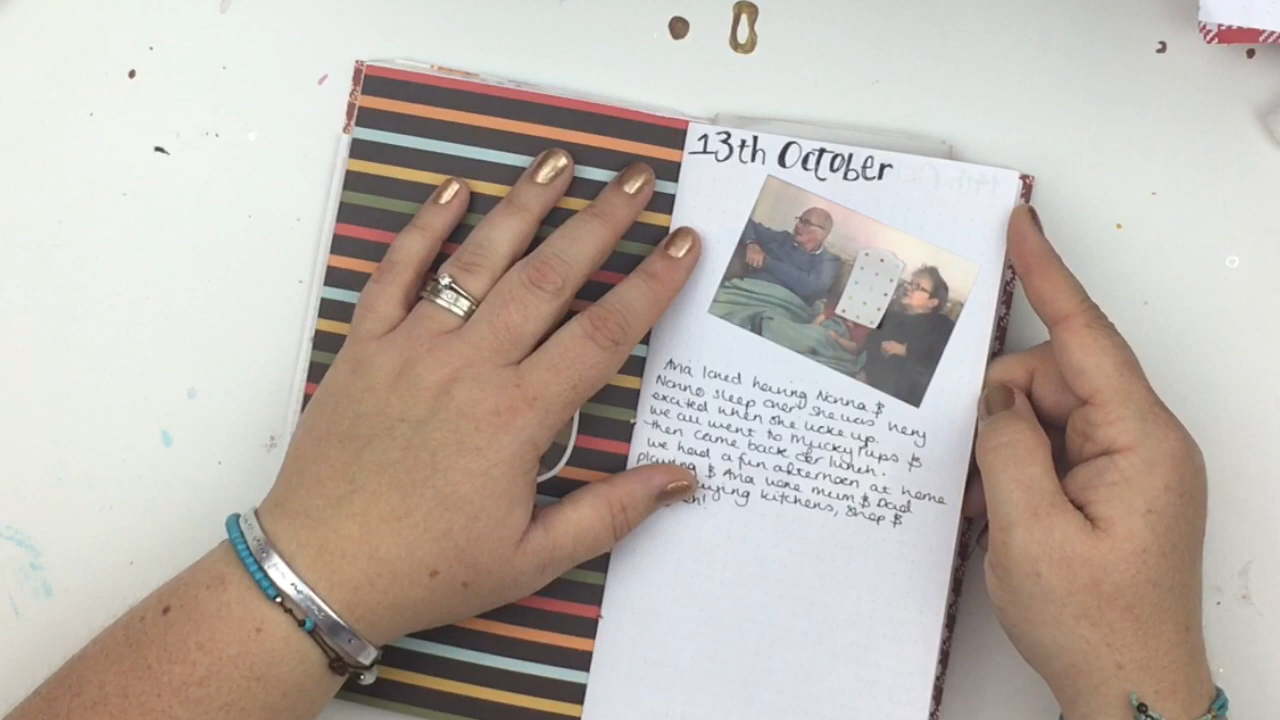 13th October
Ana loved having Nonna &
Nonno sleep over she was very
excited when she woke up.
we all went to Mucky Pups &
then came back for lunch.
we had a fun afternoon at home
playing & Ana wore mum & Dad
kitchens, shop &